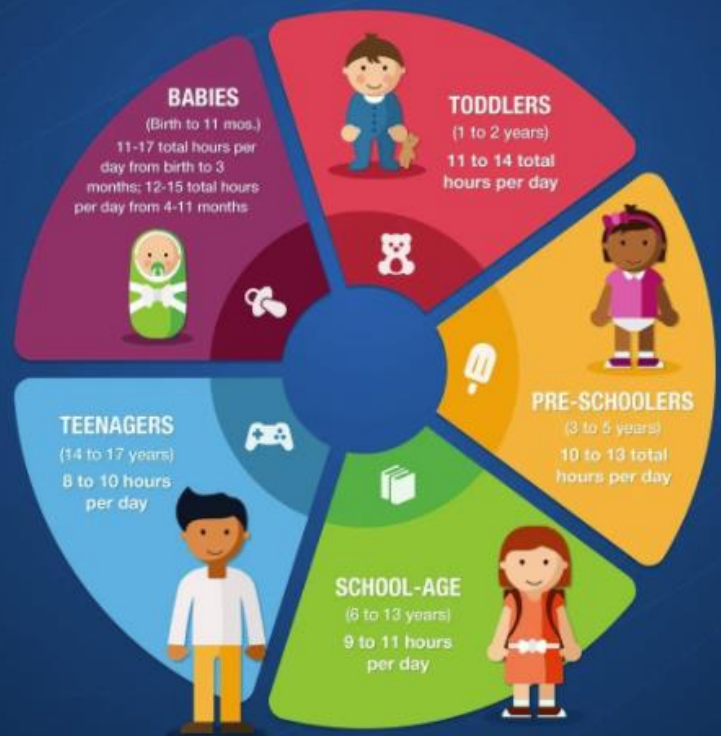 BABIES
(Birth to 11 mos.)
11-17 total hours per
day from birth to 3
months; 12-15 total hours
per day from 4-11 months
TODDLERS
(1 to 2 years)
11 to 14 total
hours per day
PRE-SCHOOLERS
(3 to 5 years)
10 to 13 total
hours per day
SCHOOL-AGE
(6 to 13 years)
9 to 11 hours
per day
TEENAGERS
(14 to 17 years)
8 to 10 hours
per day